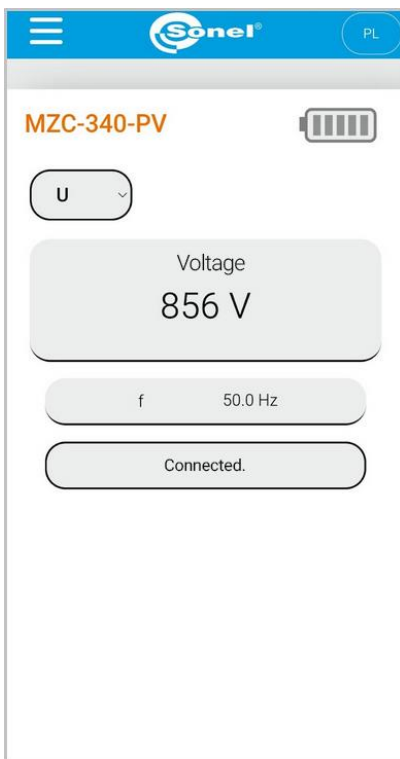 Sonel®
PL
MZC-340-PV
U
Voltage
856 V
f 50.0 Hz
Connected.